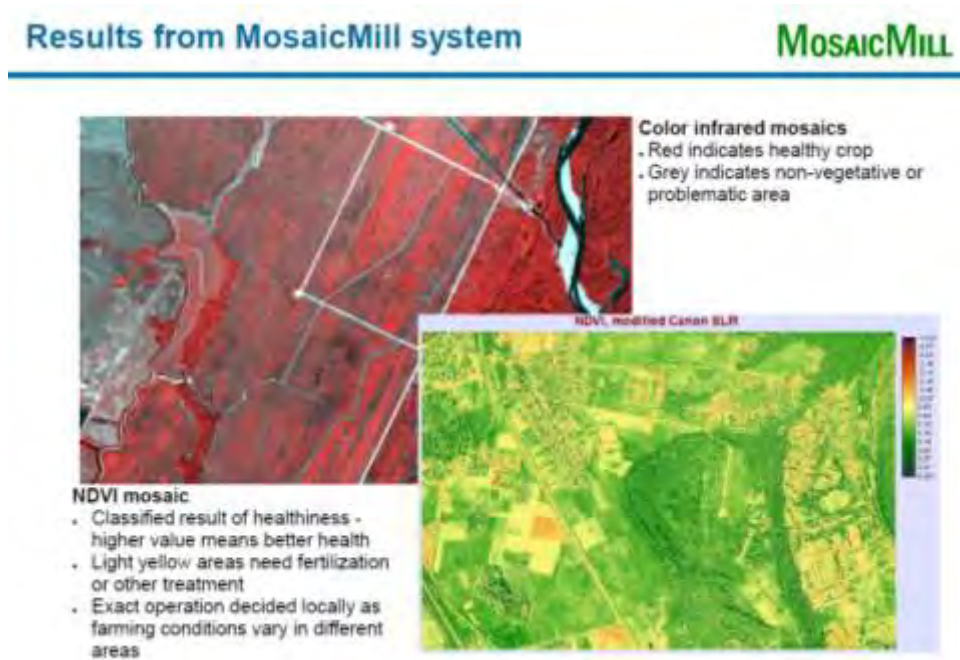 Results from MosaicMill system
MOSAICMILL
Color infrared mosaics
. Red indicates healthy crop
. Grey indicates non-vegetative or
problematic area
NDVI, modified Canon SLR
NDVI mosaic
. Classified result of healthiness -
higher value means better health
. Light yellow areas need fertilization
or other treatment
. Exact operation decided locally as
farming conditions vary in different
areas